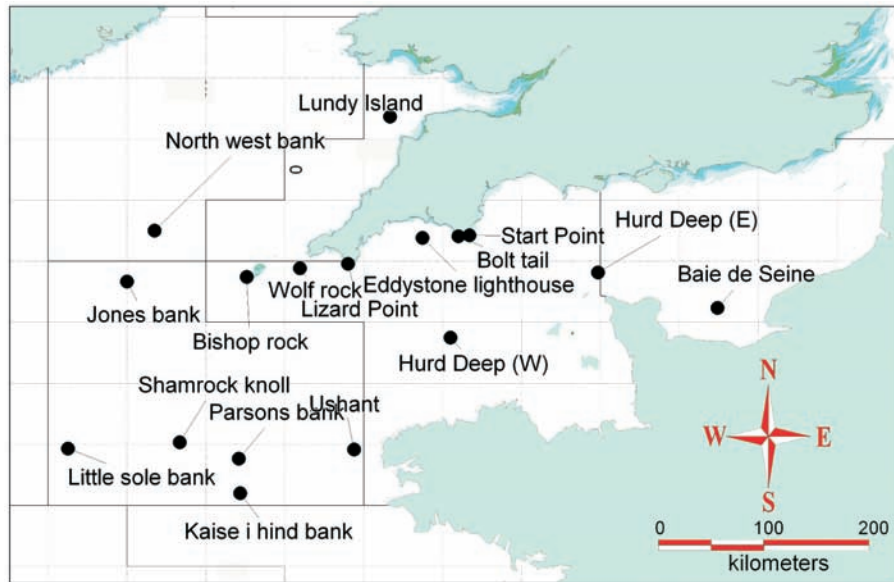 Lundy Island
North west bank
0
Hurd Deep (E)
Start Point
Bolt tail
Baie de Seine
Eddystone lighthouse
Wolf rock
Lizard Point
Jones bank
Bishop rock
Hurd Deep (W)
Shamrock knoll
Parsons bank
Ushant
N
W
E
S
Little sole bank
Kaise i hind bank
0 100 200
kilometers